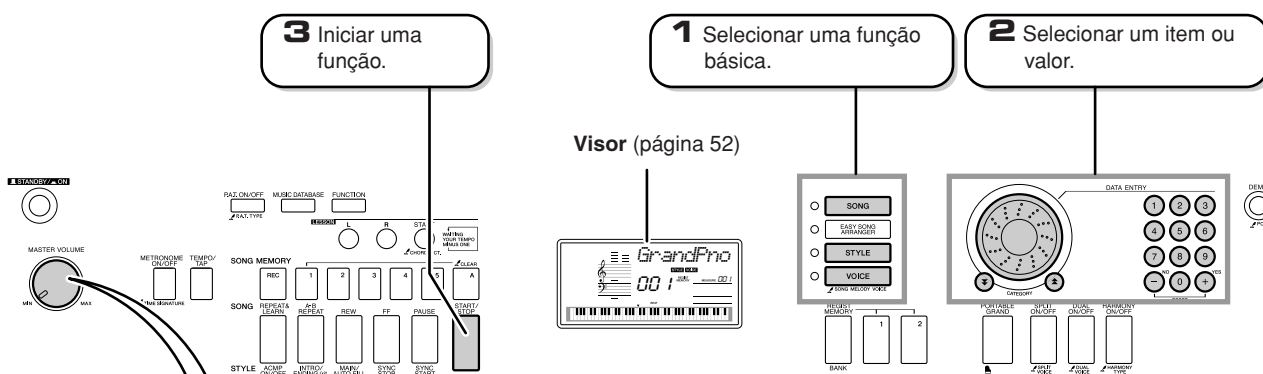 3 Iniciar uma
função.
1 Selecionar uma função
básica.
2 Selecionar um item ou
valor.
Visor (página 52)
STANDBY/ ON
MASTER VOLUME
MIN MAX
P.A.T. ON/OFF MUSIC DATABASE FUNCTION
P.A.T. TYPE
LESSON L R
WAITING
YOUR TEMPO
MINUS ONE
METRONOME
ON/OFF
TEMPO/
TAP
TIME SIGNATURE
SONG MEMORY CLEAR
REC 1 2 3 4 5 A
SONG
REPEAT&
LEARN
A-B
REPEAT
REW FF PAUSE
START/
STOP
STYLE
ACMP
ON/OFF
INTRO/
MAIN/
AUTO FILL
SYNC
STOP
SYNC
START
GrandPno
001 MEASURE 001
SONG
EASY SONG
ARRANGER
STYLE
VOICE
SONG MELODY VOICE
REGIST
MEMORY
1 2
BANK
DATA ENTRY
CATEGORY
1 2 3
4 5 6
7 8 9
NO YES
- 0 +
PORTABLE
GRAND
SPLIT
ON/OFF
DUAL
ON/OFF
HARMONY
ON/OFF
SPLIT
VOICE
DUAL
VOICE
HARMONY
TYPE